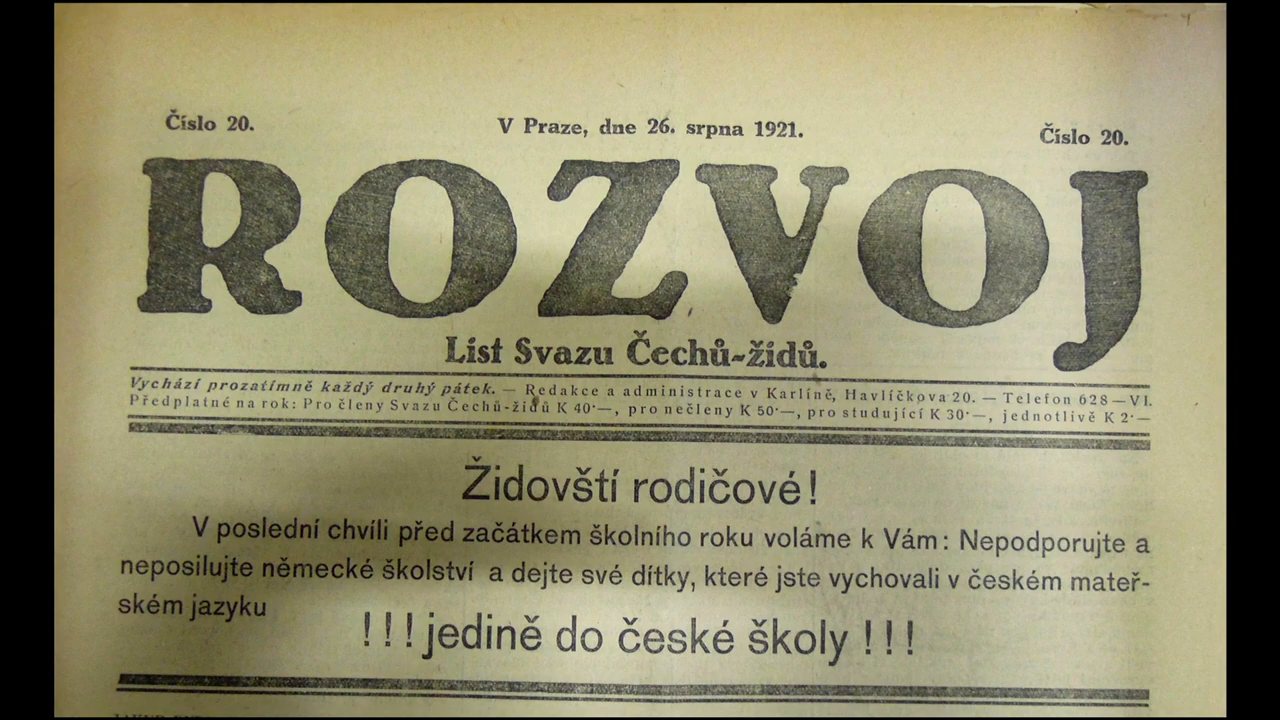 Číslo 20.
V Praze, dne 26. srpna 1921.
Číslo 20.
ROZVOJ
List Svazu Čechů-židů.
Vychází prozatímně každý druhý pátek. — Redakce a administrace v Karlíně, Havlíčkova 20. — Telefon 628—VI.
Předplatné na rok: Pro členy Svazu Čechů-židů K 40·—, pro nečleny K 50·—, pro studující K 30·—, jednotlivě K 2·—
Židovští rodičové!
V poslední chvíli před začátkem školního roku voláme k Vám: Nepodporujte a
neposilujte německé školství a dejte své dítky, které jste vychovali v českém mateř-
ském jazyku
!!! jedině do české školy !!!